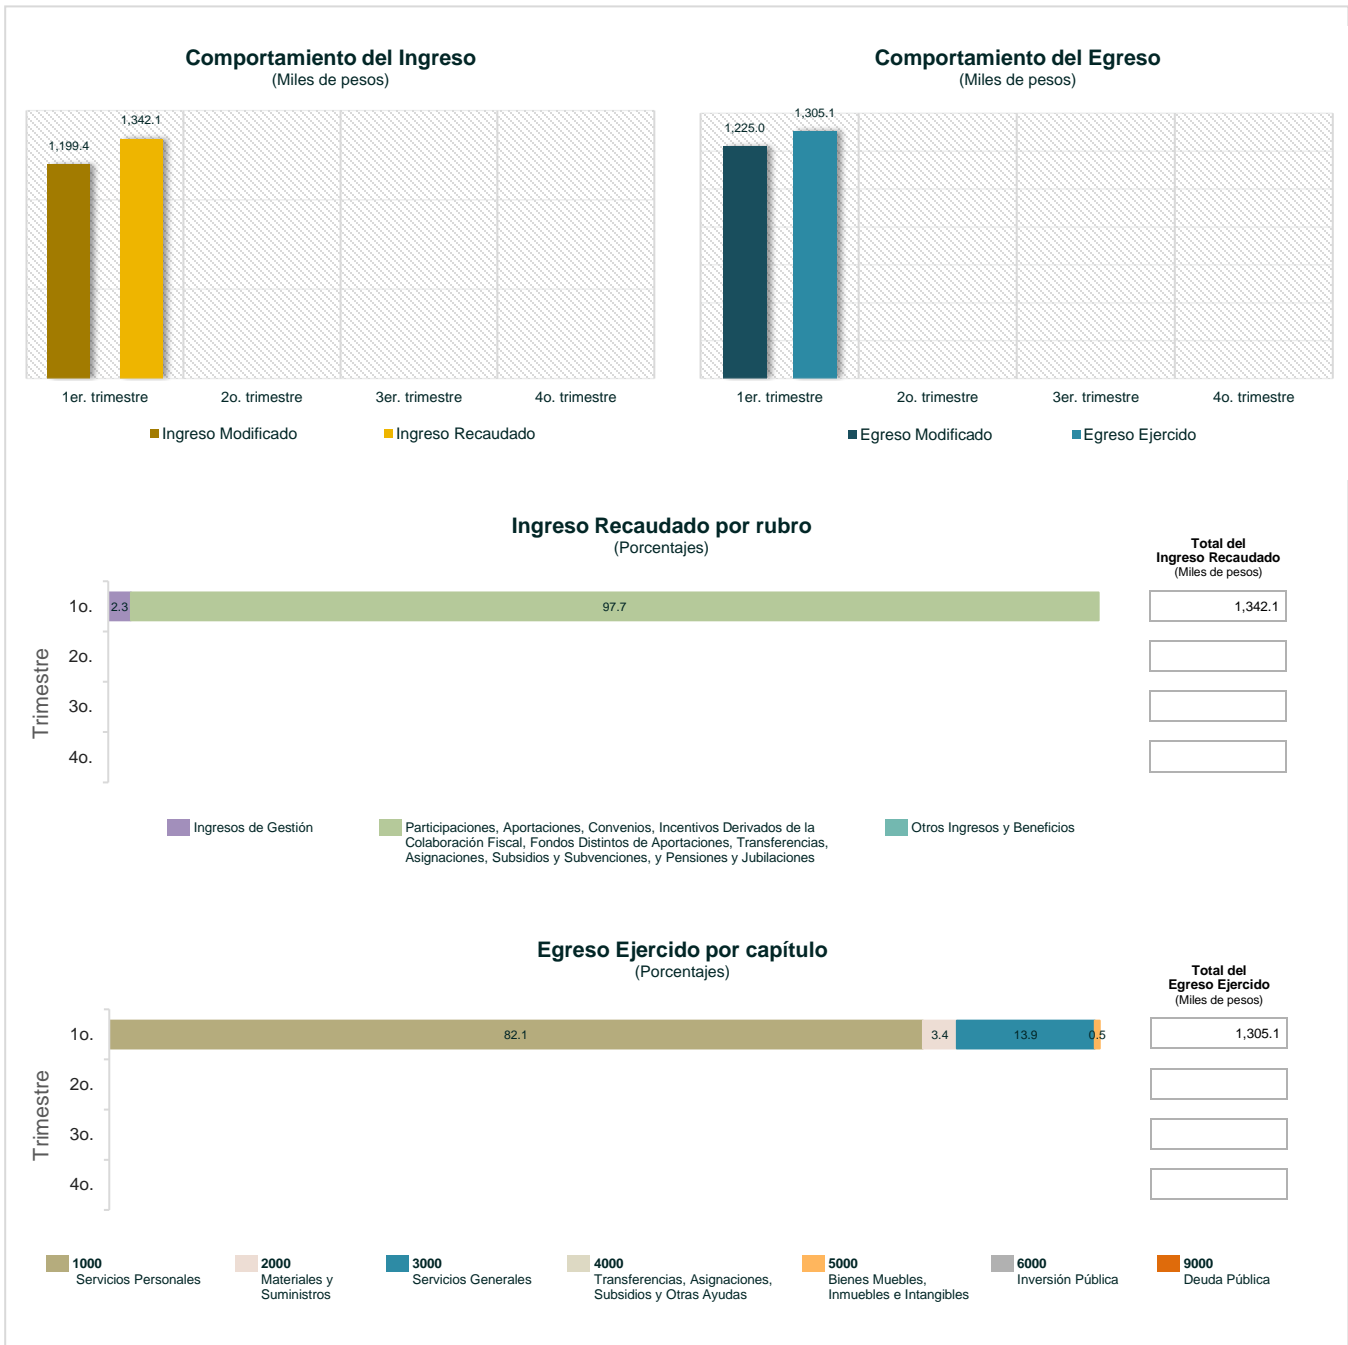 Comportamiento del Ingreso
(Miles de pesos)
1,199.4
1,342.1
1er. trimestre
2o. trimestre
3er. trimestre
4o. trimestre
Ingreso Modificado
Ingreso Recaudado
Comportamiento del Egreso
(Miles de pesos)
1,225.0
1,305.1
1er. trimestre
2o. trimestre
3er. trimestre
4o. trimestre
Egreso Modificado
Egreso Ejercido
Ingreso Recaudado por rubro
(Porcentajes)
Total del
Ingreso Recaudado
(Miles de pesos)
Trimestre
1o.
2.3
97.7
1,342.1
2o.
3o.
4o.
Ingresos de Gestión
Participaciones, Aportaciones, Convenios, Incentivos Derivados de la
Colaboración Fiscal, Fondos Distintos de Aportaciones, Transferencias,
Asignaciones, Subsidios y Subvenciones, y Pensiones y Jubilaciones
Otros Ingresos y Beneficios
Egreso Ejercido por capítulo
(Porcentajes)
Total del
Egreso Ejercido
(Miles de pesos)
Trimestre
1o.
82.1
3.4
13.9
0.5
1,305.1
2o.
3o.
4o.
1000
Servicios Personales
2000
Materiales y
Suministros
3000
Servicios Generales
4000
Transferencias, Asignaciones,
Subsidios y Otras Ayudas
5000
Bienes Muebles,
Inmuebles e Intangibles
6000
Inversión Pública
9000
Deuda Pública